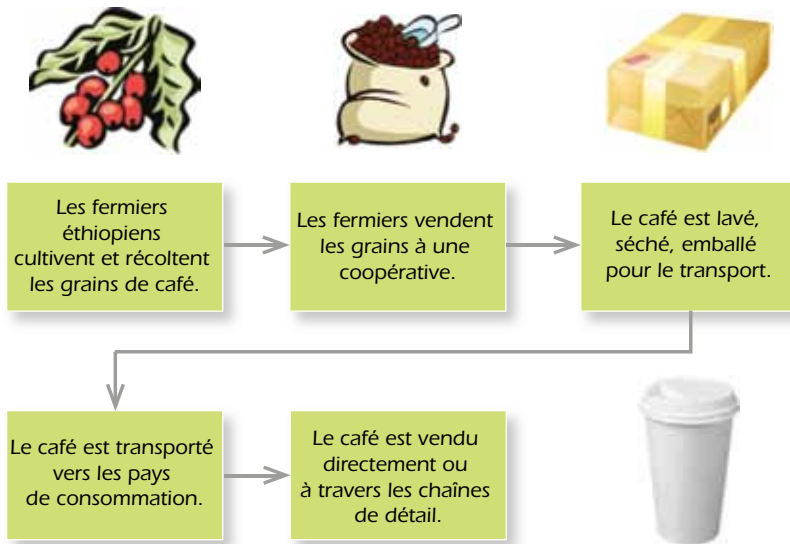 Les fermiers
éthiopiens
cultivent et récoltent
les grains de café.
Les fermiers vendent
les grains à une
coopérative.
Le café est lavé,
séché, emballé
pour le transport.
Le café est transporté
vers les pays
de consommation.
Le café est vendu
directement ou
à travers les chaînes
de détail.